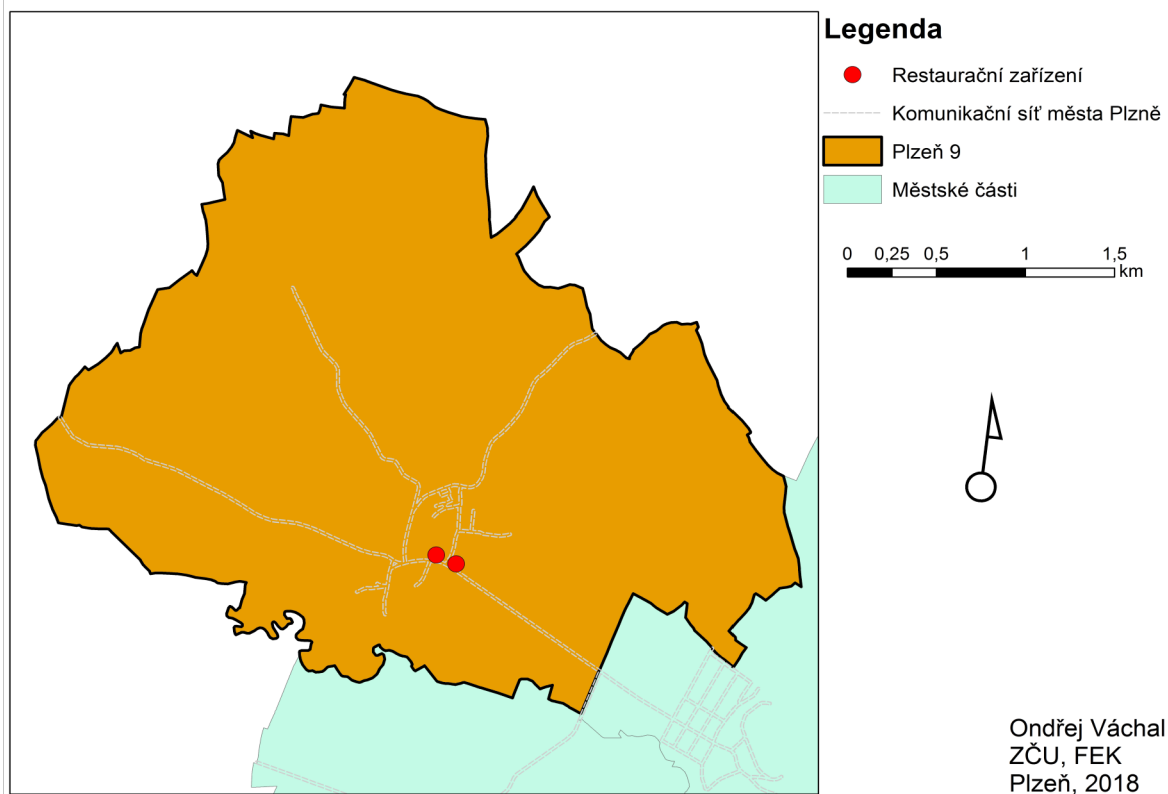 Legenda
Restaurační zařízení
Komunikační síť města Plzně
Plzeň 9
Městské části
0 0,25 0,5 1 1,5
km
Ondřej Váchal
ZČU, FEK
Plzeň, 2018